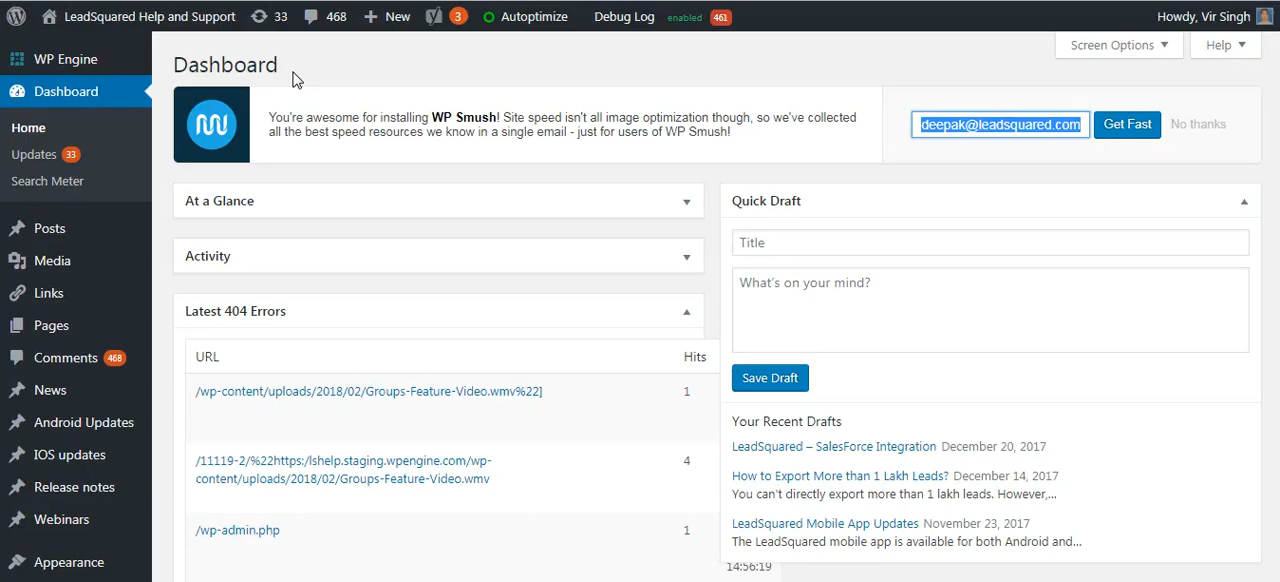 LeadSquared Help and Support 33 468 New 3 Autoptimize Debug Log enabled 461 Howdy, Vir Singh
Screen Options Help
WP Engine
Dashboard
Home
Updates 33
Search Meter
Posts
Media
Links
Pages
Comments 468
News
Android Updates
IOS updates
Release notes
Webinars
Appearance
Dashboard
You're awesome for installing WP Smush! Site speed isn't all image optimization though, so we've collected
all the best speed resources we know in a single email - just for users of WP Smush!
deepak@leadsquared.com Get Fast No thanks
At a Glance
Activity
Latest 404 Errors
URL Hits
/wp-content/uploads/2018/02/Groups-Feature-Video.wmv%22] 1
/11119-2/%22https:/lshelp.staging.wpengine.com/wp-
content/uploads/2018/02/Groups-Feature-Video.wmv 4
/wp-admin.php 1
14:56:19
Quick Draft
Title
What's on your mind?
Save Draft
Your Recent Drafts
LeadSquared – SalesForce Integration December 20, 2017
How to Export More than 1 Lakh Leads? December 14, 2017
You can't directly export more than 1 lakh leads. However,...
LeadSquared Mobile App Updates November 23, 2017
The LeadSquared mobile app is available for both Android and...